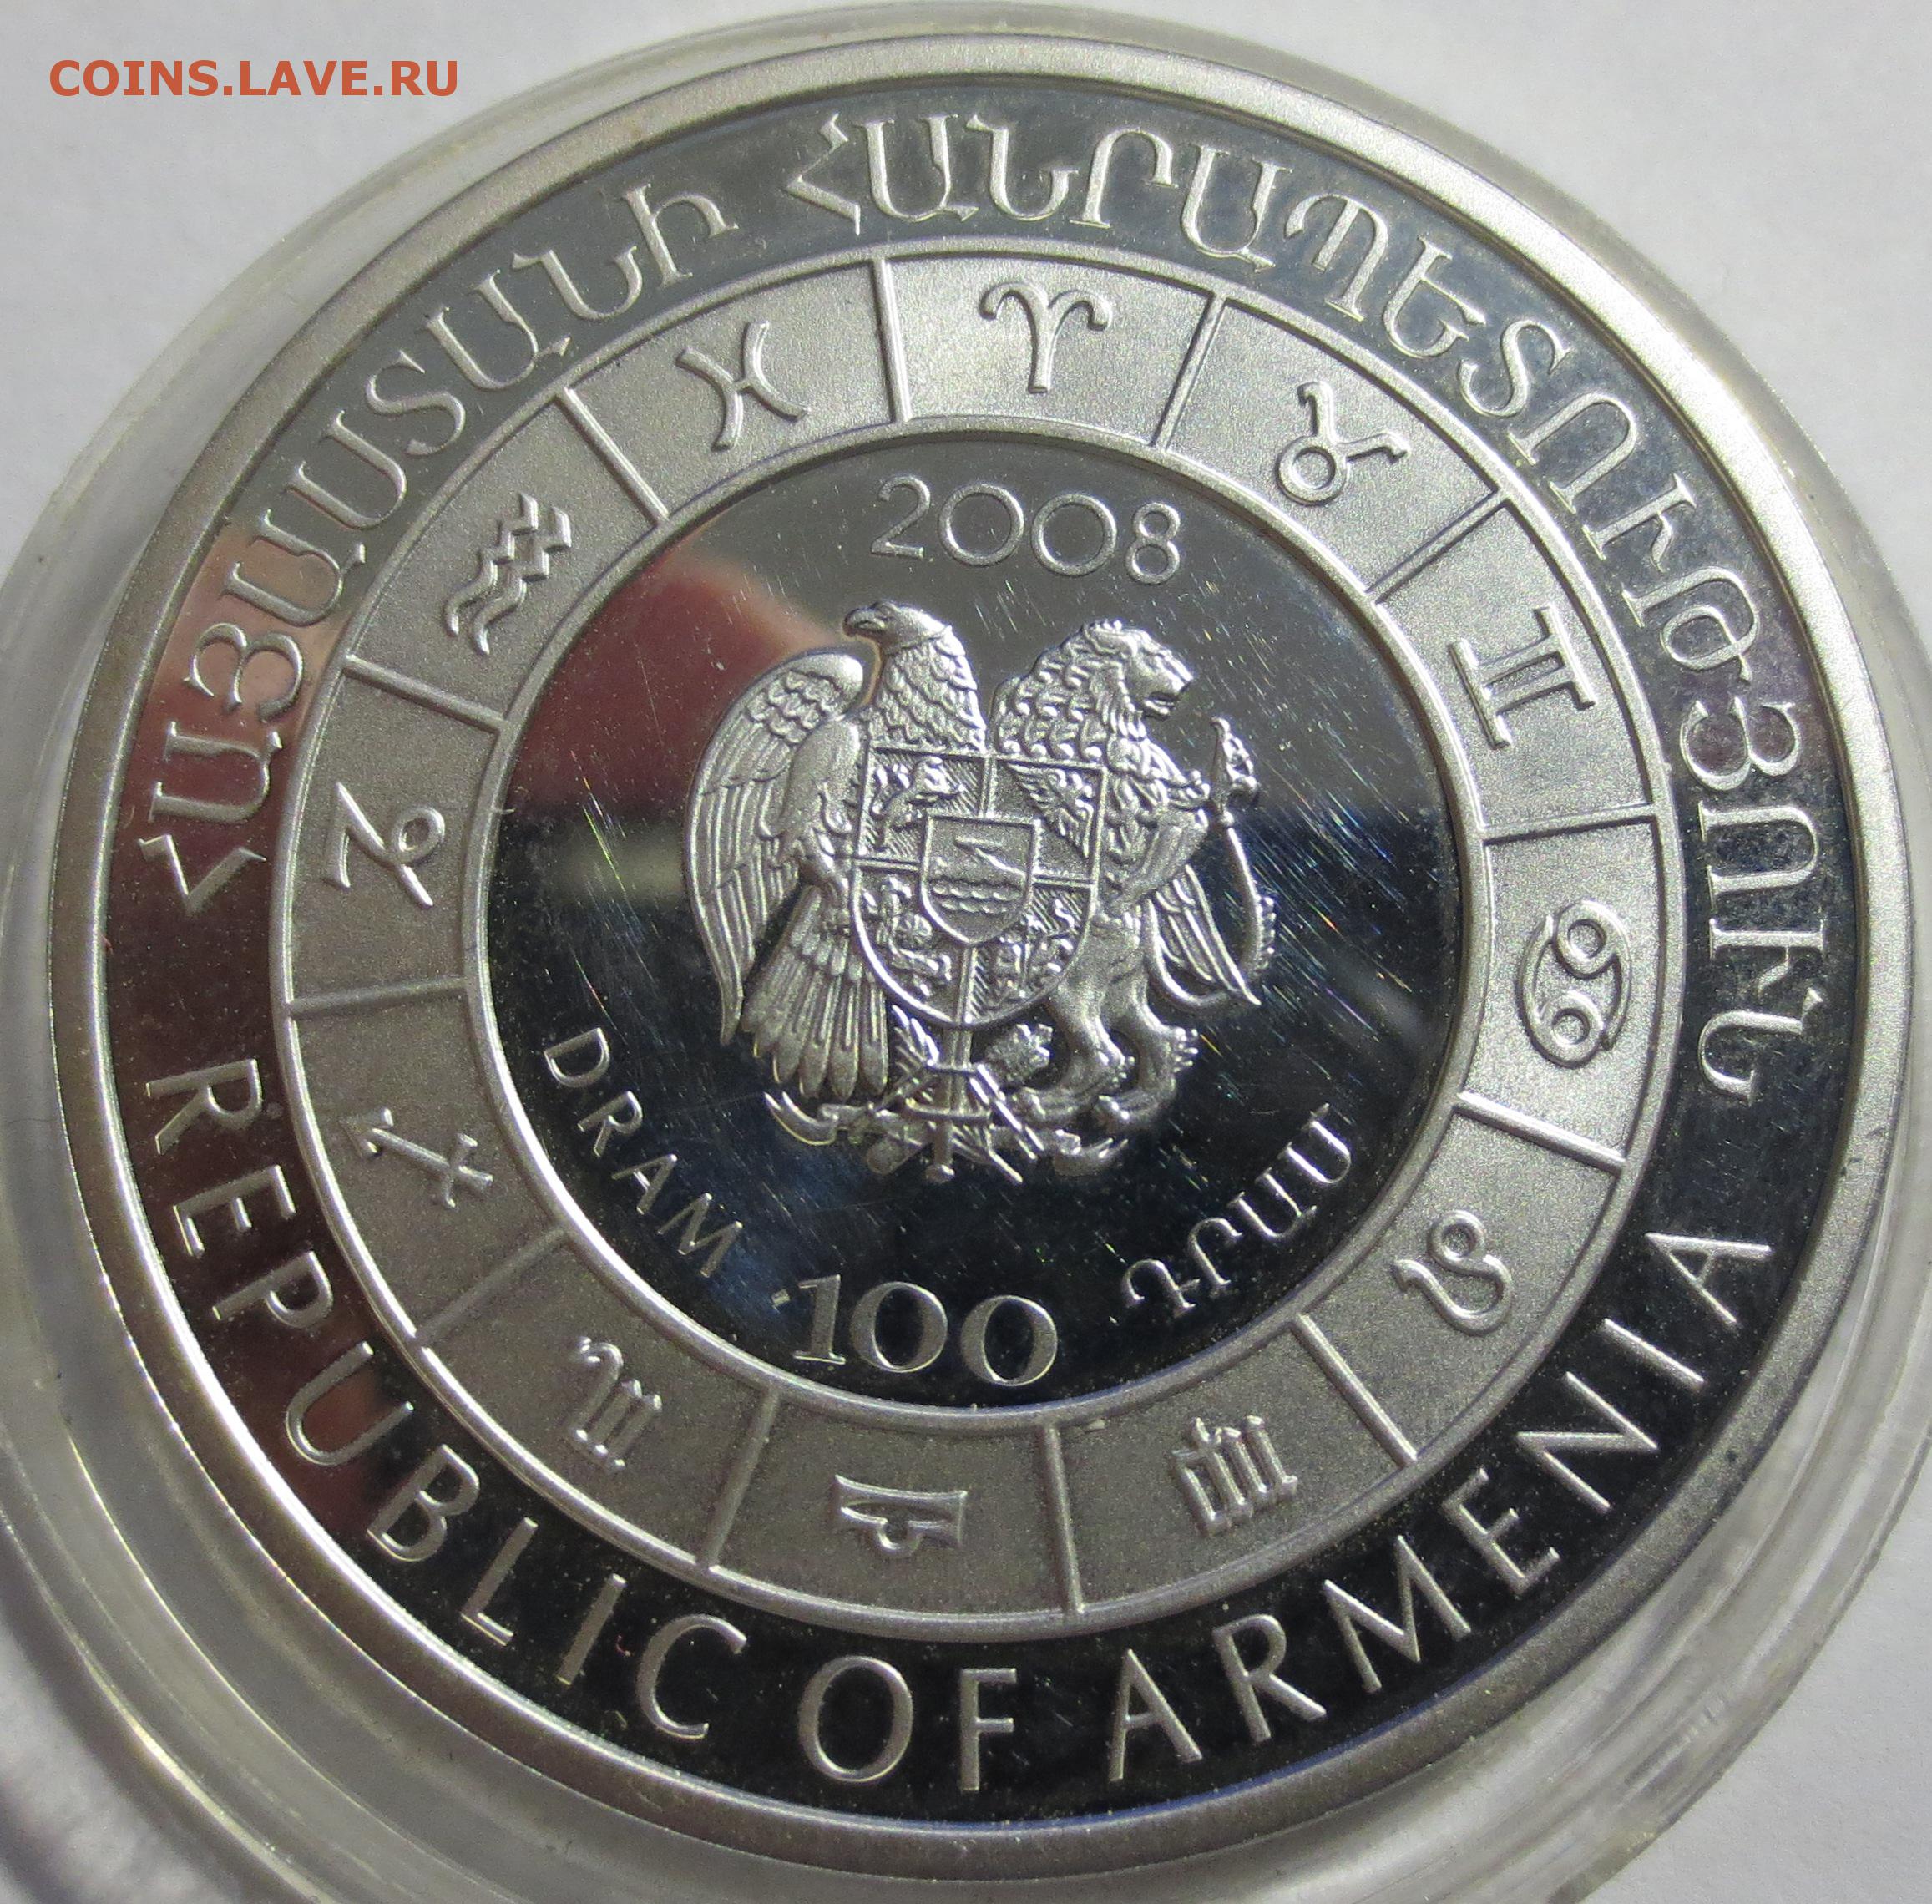 COINS.LAVE.RU
ՀԱՅԱՍՏԱՆԻ ՀԱՆՐԱՊԵՏՈՒԹՅՈՒՆ
2008
DRAM 100 ԴՐԱՄ
REPUBLIC OF ARMENIA